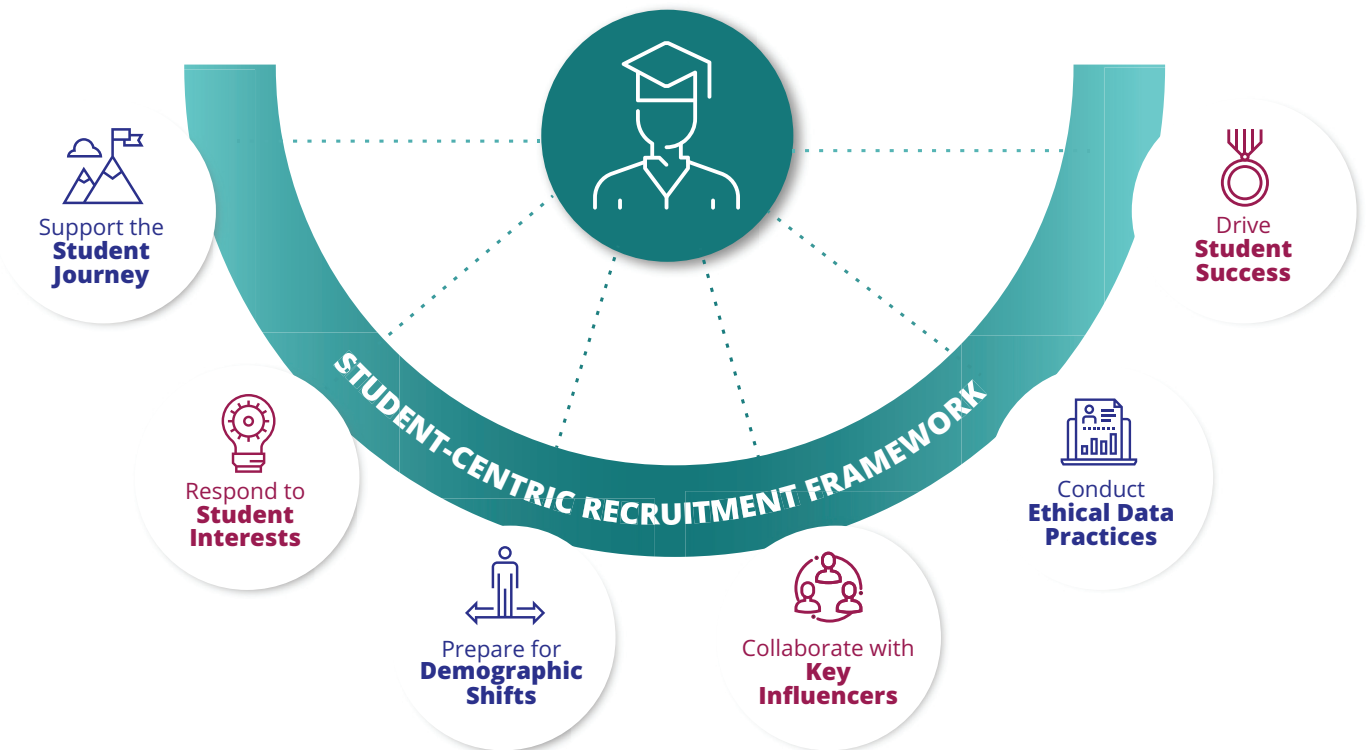 Support the
Student
Journey
Drive
Student
Success
STUDENT-CENTRIC RECRUITMENT FRAMEWORK
Respond to
Student
Interests
Conduct
Ethical Data
Practices
Prepare for
Demographic
Shifts
Collaborate with
Key
Influencers